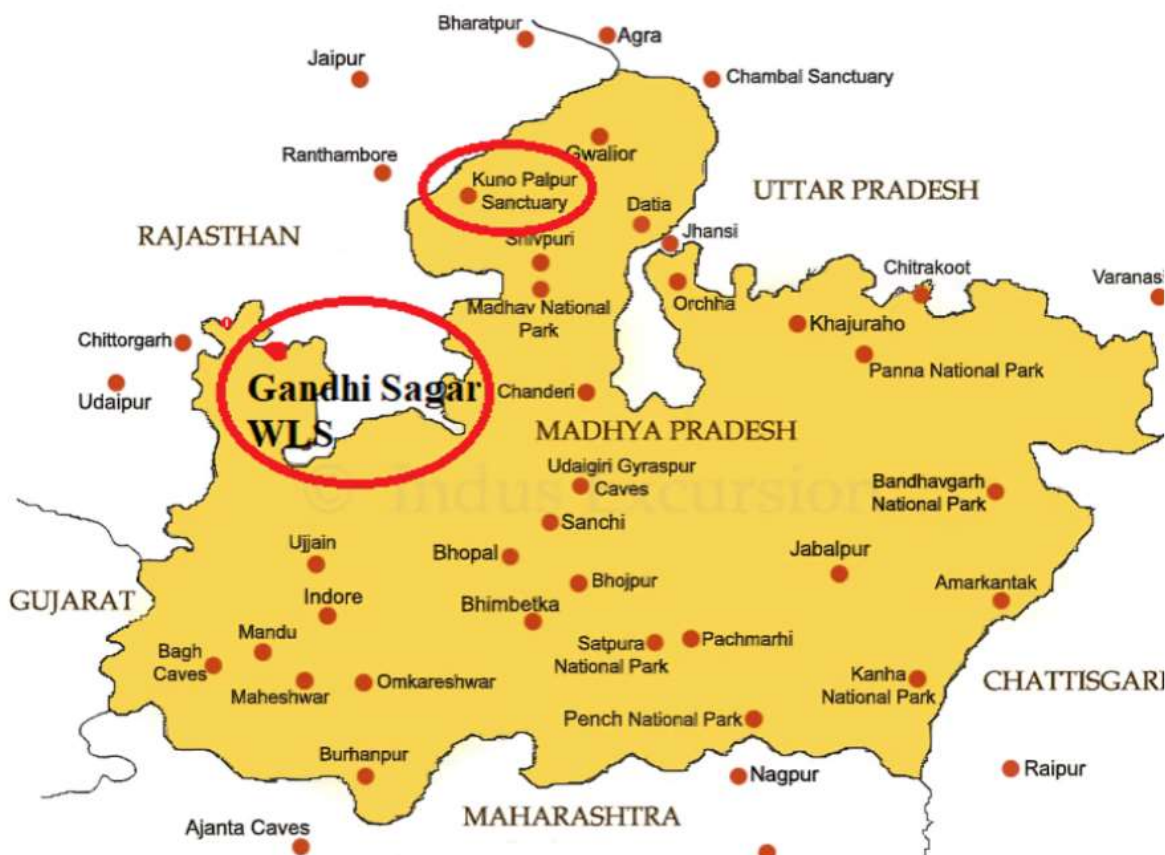 Bharatpur
Agra
Jaipur
Chambal Sanctuary
Gwalior
Ranthambore
Kuno Palpur
Sanctuary
UTTAR PRADESH
Datia
RAJASTHAN
Jhansi
Shivpuri
Chitrakoot
Varanasi
Orchha
Madhav National
Park
Khajuraho
Chittorgarh
Panna National Park
Gandhi Sagar
WLS
Udaipur
Chanderi
MADHYA PRADESH
Udaigiri Gyraspur
Caves
Bandhavgarh
National Park
© Indus Excursion
Sanchi
Ujjain
Bhopal
Jabalpur
Bhojpur
Amarkantak
GUJARAT
Indore
Bhimbetka
Mandu
Pachmarhi
Satpura
National Park
Bagh
Caves
Maheshwar
Omkareshwar
Kanha
National Park
CHATTISGARH
Pench National Park
Burhanpur
Nagpur
Raipur
MAHARASHTRA
Ajanta Caves